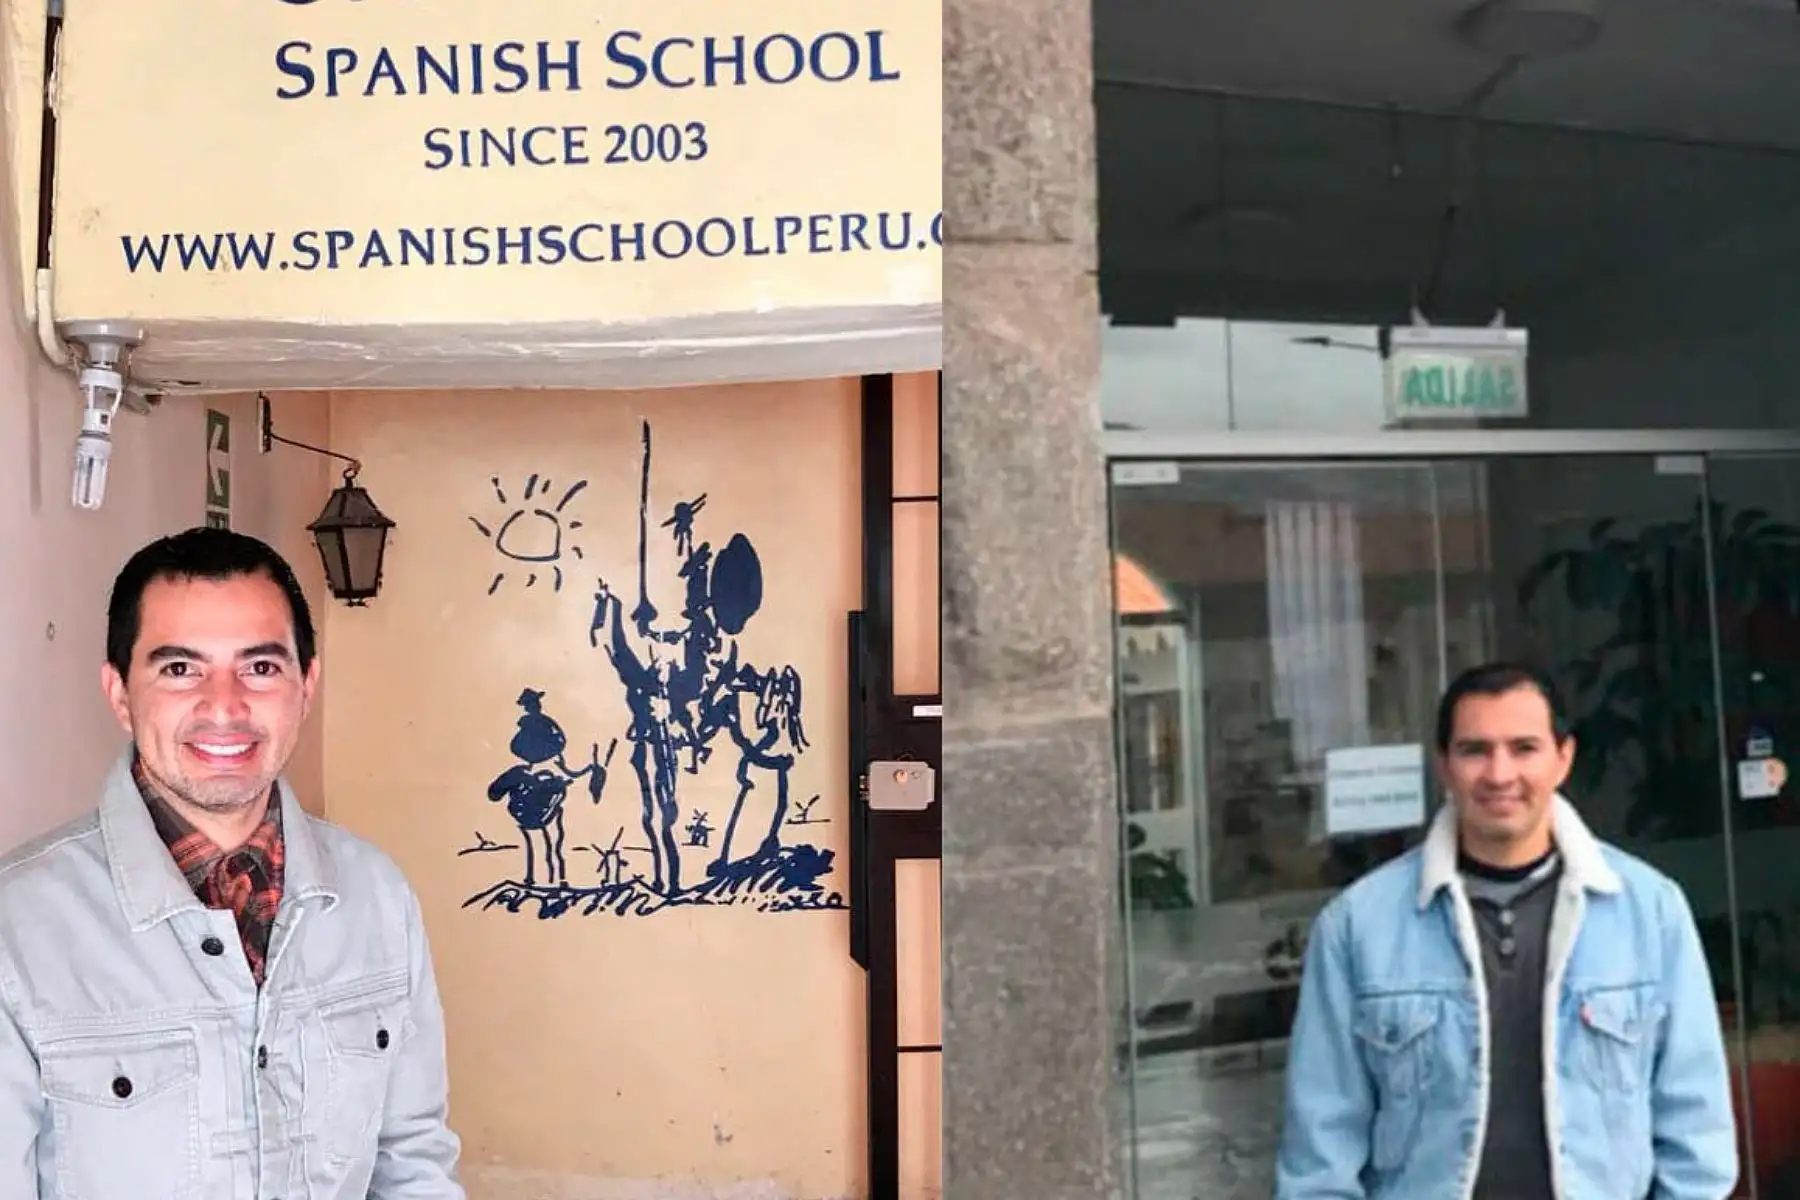 SPANISH SCHOOL
SINCE 2003
WWW.SPANISHSCHOOLPERU.
SALIDA